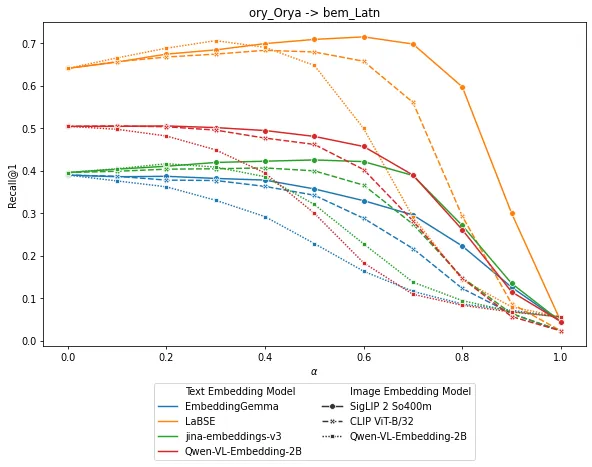 ory_Orya -> bem_Latn
Recall@1
0.7
0.6
0.5
0.4
0.3
0.2
0.1
0.0
0.0 0.2 0.4 0.6 0.8 1.0
α
Text Embedding Model Image Embedding Model
EmbeddingGemma SigLIP 2 So400m
LaBSE CLIP ViT-B/32
jina-embeddings-v3 Qwen-VL-Embedding-2B
Qwen-VL-Embedding-2B